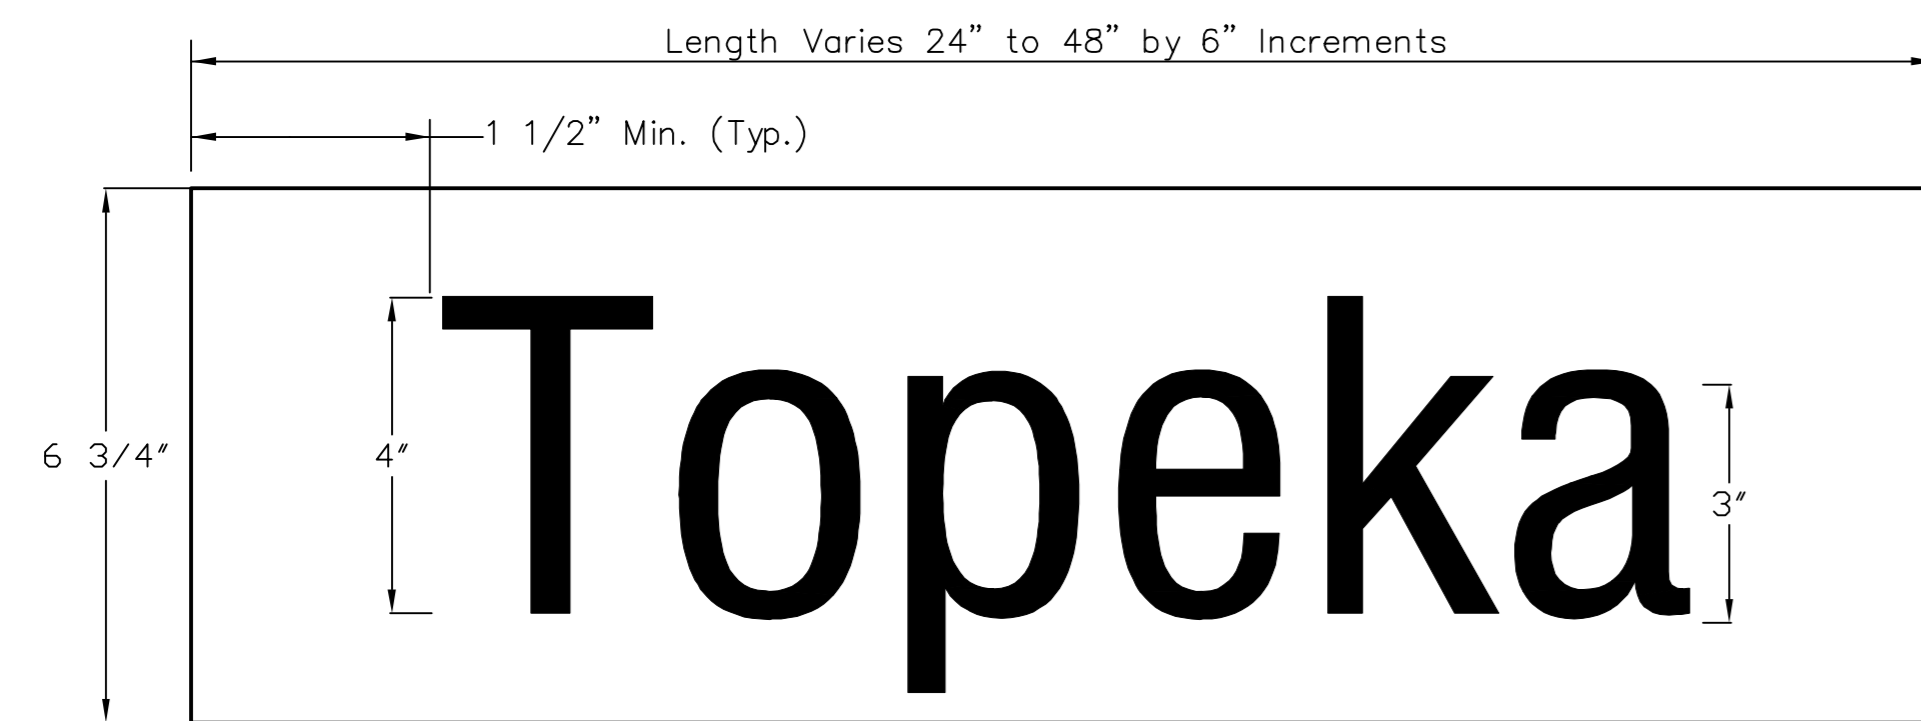 Length Varies 24” to 48” by 6” Increments
1 1/2” Min. (Typ.)
6 3/4”
4”
Topeka
3”